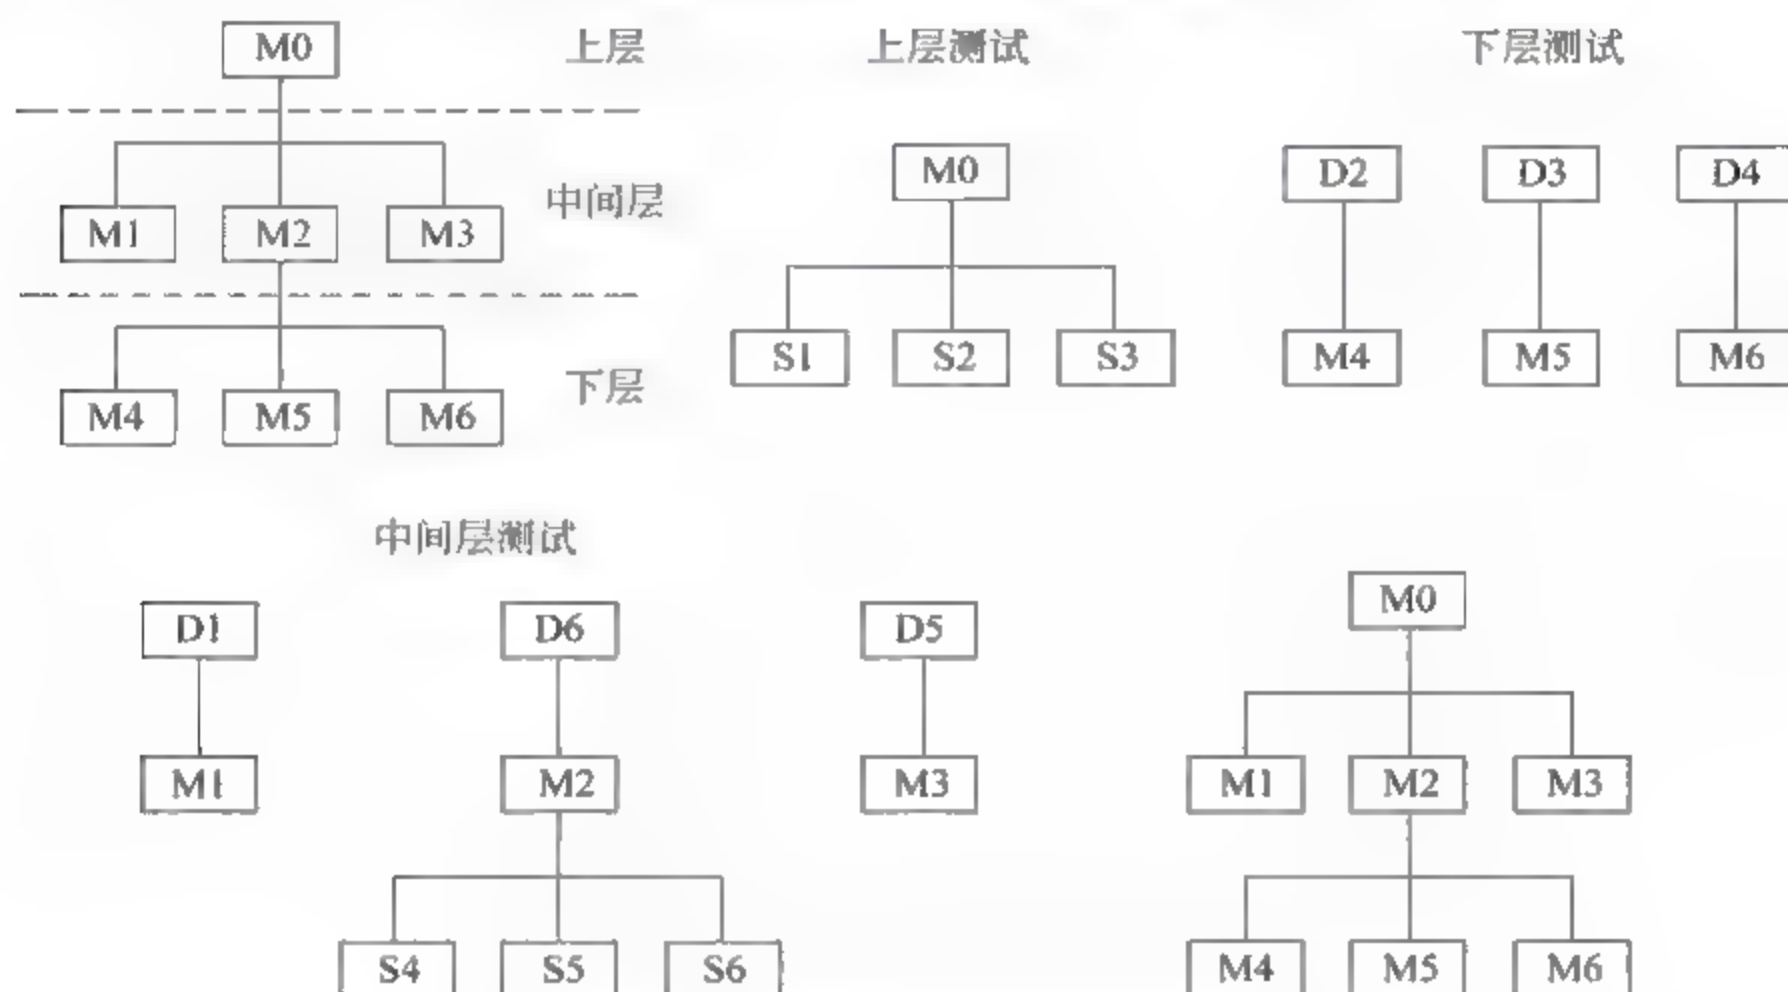 M0 上层 上层测试 下层测试
M0 D2 D3 D4
M1 M2 M3 中间层
S1 S2 S3 M4 M5 M6
M4 M5 M6 下层
中间层测试
M0
D1 D6 D5
M1 M2 M3 M1 M2 M3
S4 S5 S6 M4 M5 M6